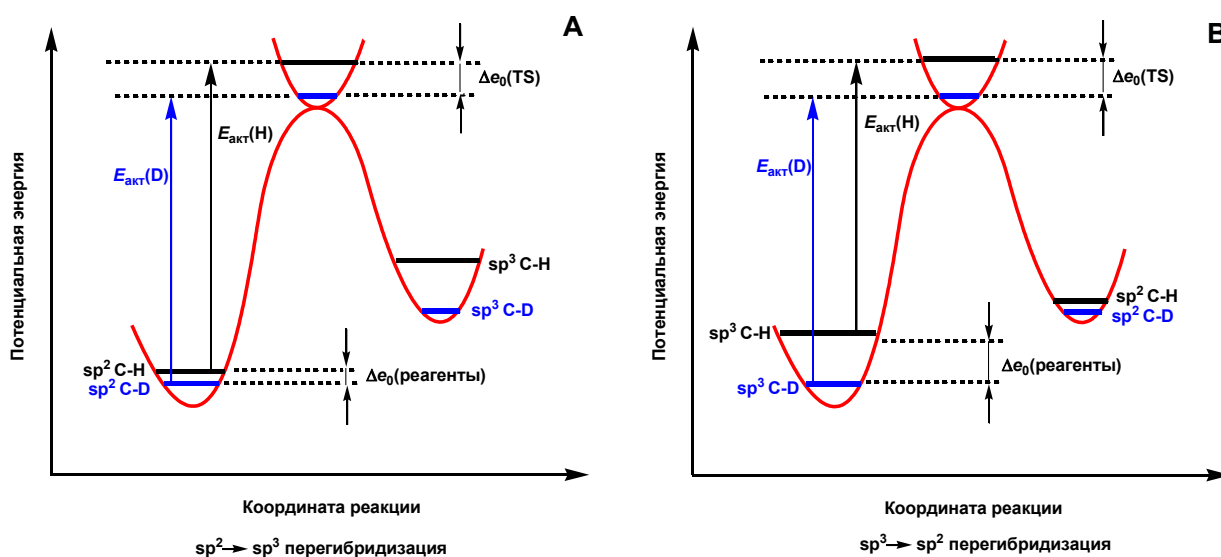 A
Потенциальная энергия
Δe₀(TS)
Eакт(H)
Eакт(D)
sp³ C-H
sp³ C-D
sp² C-H
sp² C-D
Δe₀(реагенты)
Координата реакции
sp² → sp³ перегибридизация
B
Потенциальная энергия
Δe₀(TS)
Eакт(H)
Eакт(D)
sp² C-H
sp² C-D
sp³ C-H
sp³ C-D
Δe₀(реагенты)
Координата реакции
sp³ → sp² перегибридизация